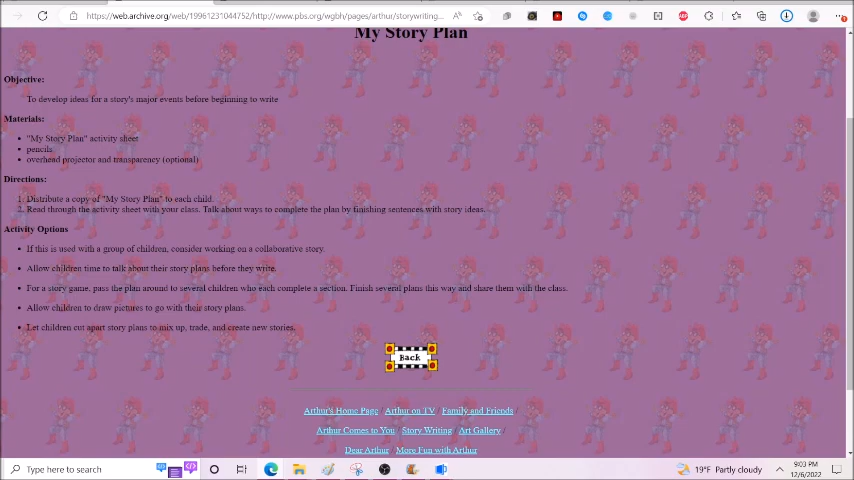 https://web.archive.org/web/19961231044752/http://www.pbs.org/wgbh/pages/arthur/storywriting...
My Story Plan
Objective:
To develop ideas for a story's major events before beginning to write
Materials:
• "My Story Plan" activity sheet
• pencils
• overhead projector and transparency (optional)
Directions:
1. Distribute a copy of "My Story Plan" to each child.
2. Read through the activity sheet with your class. Talk about ways to complete the plan by finishing sentences with story ideas.
Activity Options
• If this is used with a group of children, consider working on a collaborative story.
• Allow children time to talk about their story plans before they write.
• For a story game, pass the plan around to several children who each complete a section. Finish several plans this way and share them with the class.
• Allow children to draw pictures to go with their story plans.
• Let children cut apart story plans to mix up, trade, and create new stories.
Back
Arthur's Home Page / Arthur on TV / Family and Friends /
Arthur Comes to You / Story Writing / Art Gallery /
Dear Arthur / More Fun with Arthur
Type here to search
19°F Partly cloudy
9:03 PM
12/6/2022